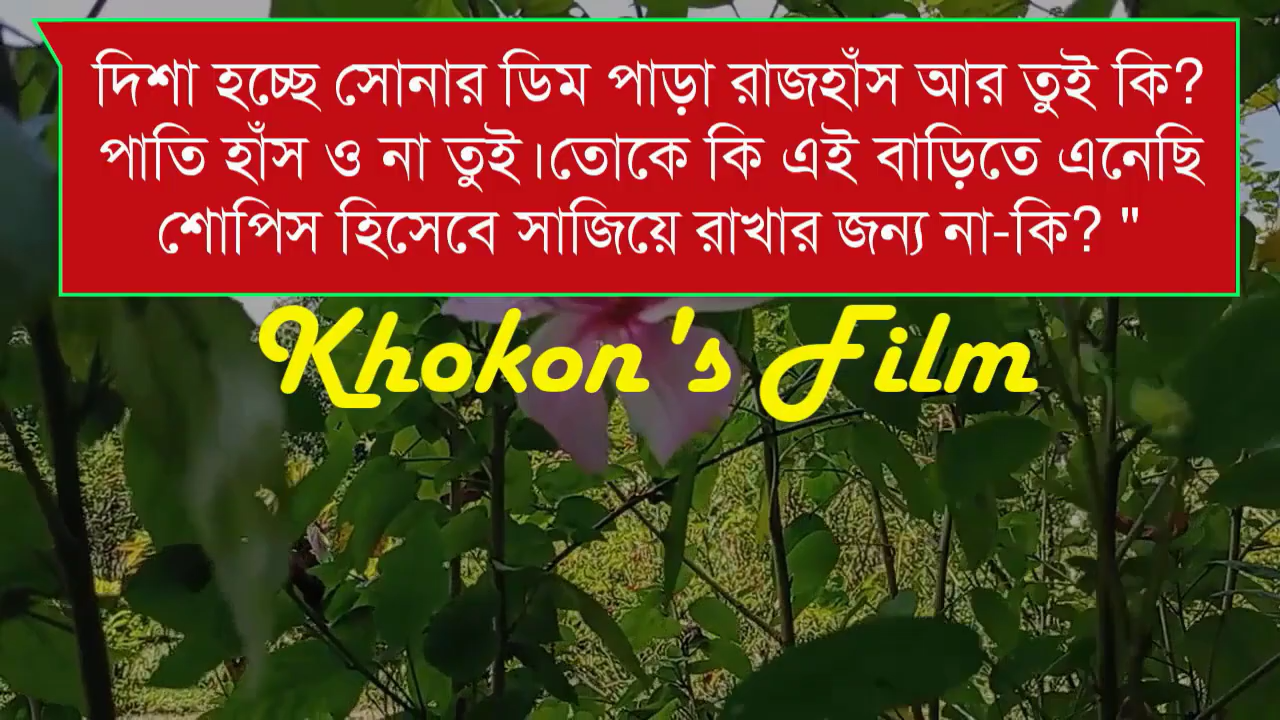 দিশা হচ্ছে সোনার ডিম পাড়া রাজহাঁস আর তুই কি?
পাতি হাঁস ও না তুই।তোকে কি এই বাড়িতে এনেছি
শোপিস হিসেবে সাজিয়ে রাখার জন্য না-কি? "
Khokon's Film